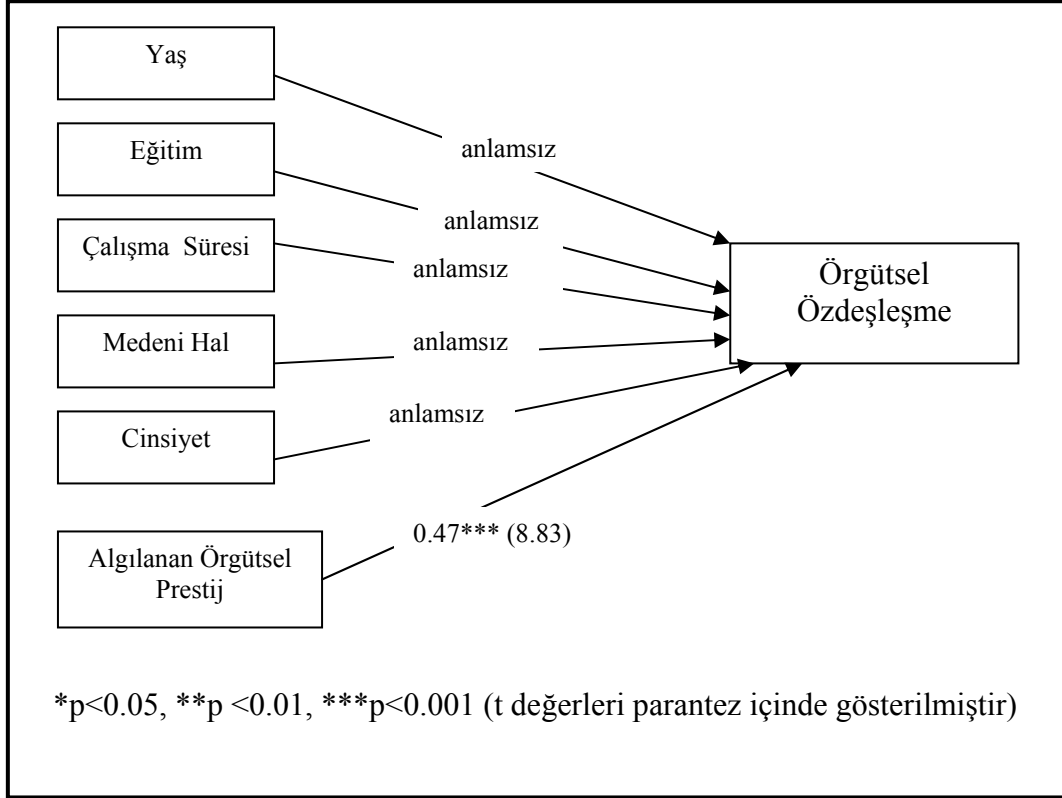 Yaş
anlamsız
Eğitim
anlamsız
Çalışma Süresi
anlamsız
Medeni Hal
anlamsız
Cinsiyet
anlamsız
Algılanan Örgütsel
Prestij
0.47*** (8.83)
Örgütsel
Özdeşleşme
*p<0.05, **p <0.01, ***p<0.001 (t değerleri parantez içinde gösterilmiştir)